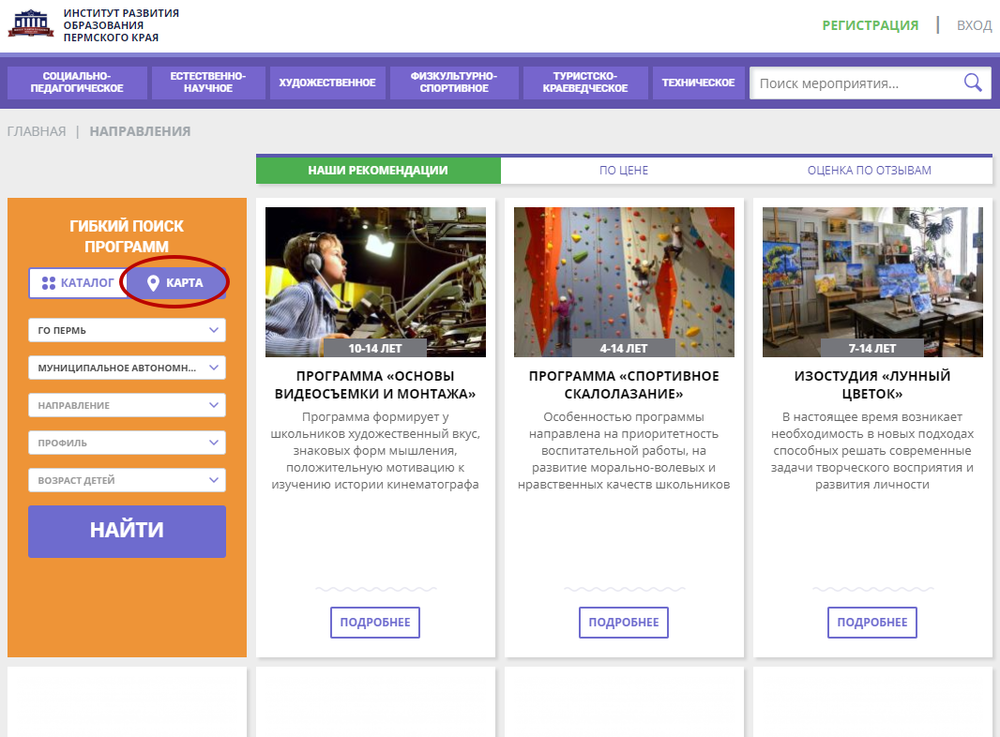 ИНСТИТУТ РАЗВИТИЯ
ОБРАЗОВАНИЯ
ПЕРМСКОГО КРАЯ
РЕГИСТРАЦИЯ | ВХОД
СОЦИАЛЬНО-
ПЕДАГОГИЧЕСКОЕ
ЕСТЕСТВЕННО-
НАУЧНОЕ
ХУДОЖЕСТВЕННОЕ
ФИЗКУЛЬТУРНО-
СПОРТИВНОЕ
ТУРИСТСКО-
КРАЕВЕДЧЕСКОЕ
ТЕХНИЧЕСКОЕ
Поиск мероприятия...
ГЛАВНАЯ | НАПРАВЛЕНИЯ
НАШИ РЕКОМЕНДАЦИИ
ПО ЦЕНЕ
ОЦЕНКА ПО ОТЗЫВАМ
ГИБКИЙ ПОИСК
ПРОГРАММ
КАТАЛОГ
КАРТА
ГО ПЕРМЬ
МУНИЦИПАЛЬНОЕ АВТОНОМН...
НАПРАВЛЕНИЕ
ПРОФИЛЬ
ВОЗРАСТ ДЕТЕЙ
НАЙТИ
10-14 ЛЕТ
ПРОГРАММА «ОСНОВЫ
ВИДЕОСЪЕМКИ И МОНТАЖА»
Программа формирует у
школьников художественный вкус,
знаковых форм мышления,
положительную мотивацию к
изучению истории кинематографа
ПОДРОБНЕЕ
4-14 ЛЕТ
ПРОГРАММА «СПОРТИВНОЕ
СКАЛОЛАЗАНИЕ»
Особенностью программы
направлена на приоритетность
воспитательной работы, на
развитие морально-волевых и
нравственных качеств школьников
ПОДРОБНЕЕ
7-14 ЛЕТ
ИЗОСТУДИЯ «ЛУННЫЙ
ЦВЕТОК»
В настоящее время возникает
необходимость в новых подходах
способных решать современные
задачи творческого восприятия и
развития личности
ПОДРОБНЕЕ